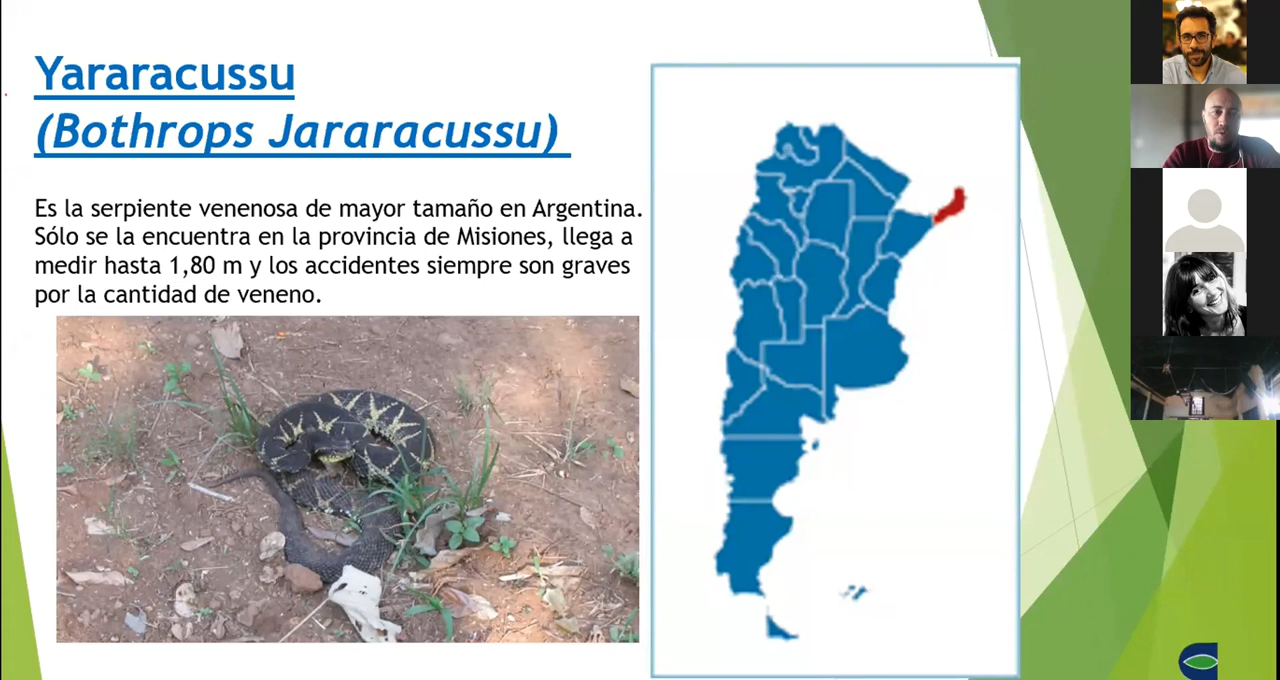 Yararacussu
(Bothrops Jararacussu)
Es la serpiente venenosa de mayor tamaño en Argentina.
Sólo se la encuentra en la provincia de Misiones, llega a
medir hasta 1,80 m y los accidentes siempre son graves
por la cantidad de veneno.